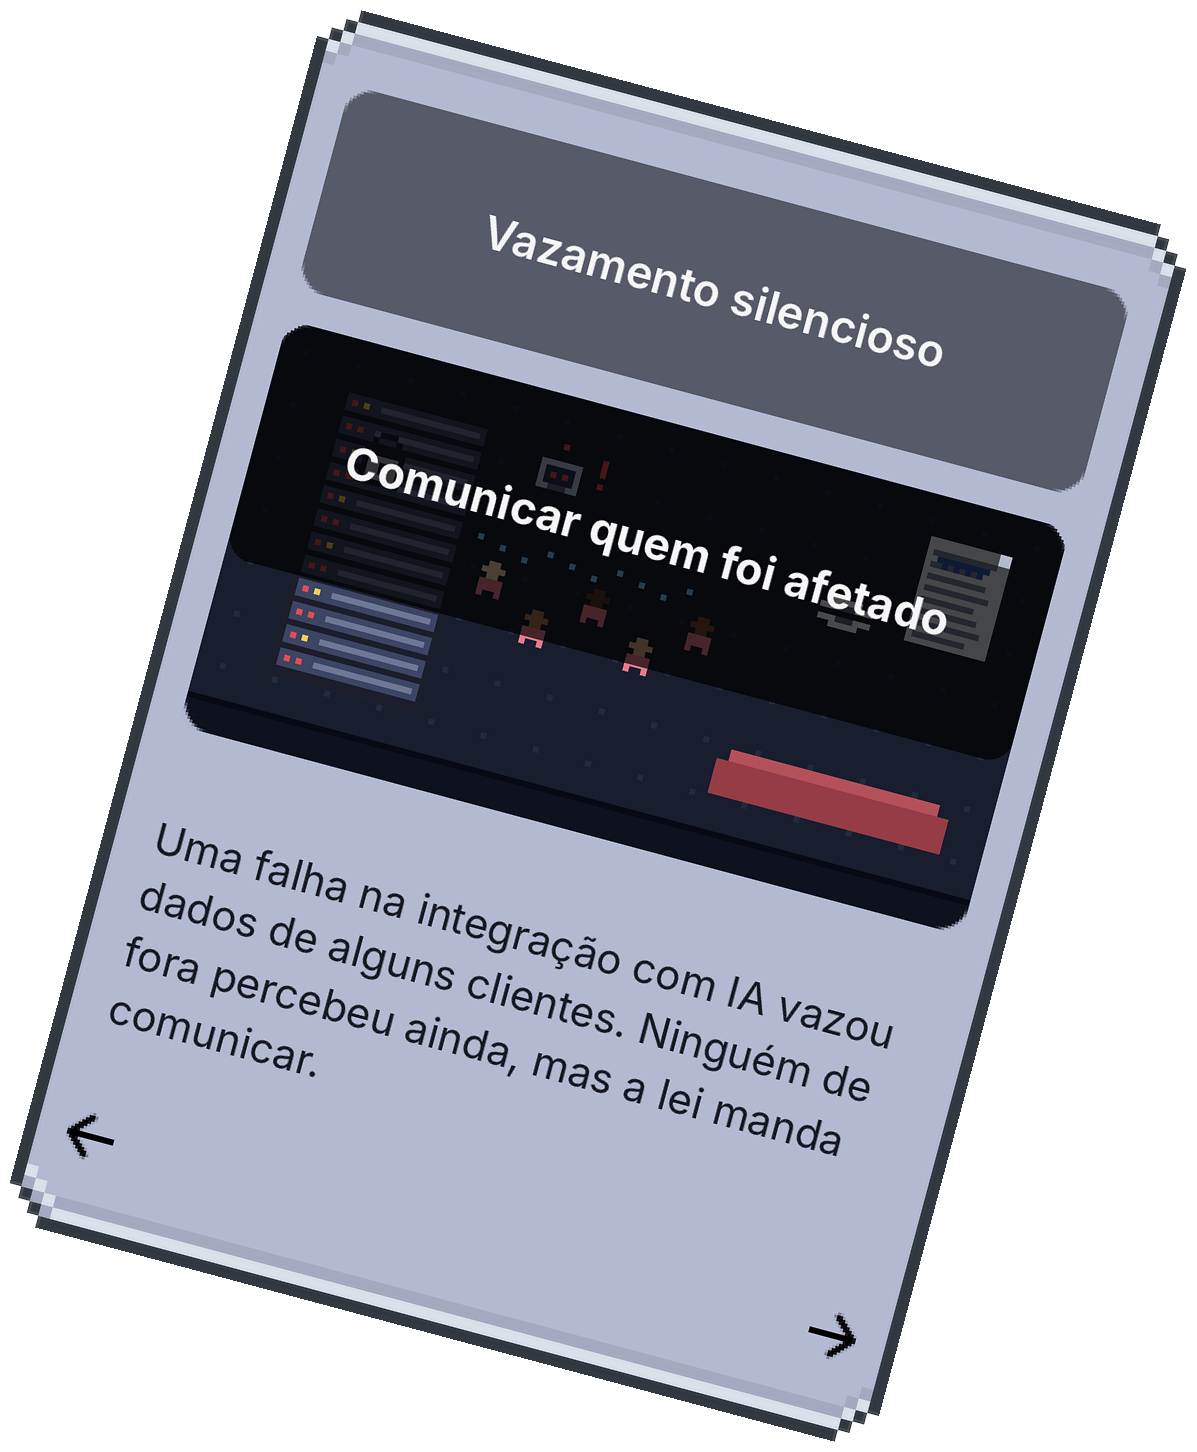 Vazamento silencioso
Comunicar quem foi afetado
Uma falha na integração com IA vazou
dados de alguns clientes. Ninguém de
fora percebeu ainda, mas a lei manda
comunicar.